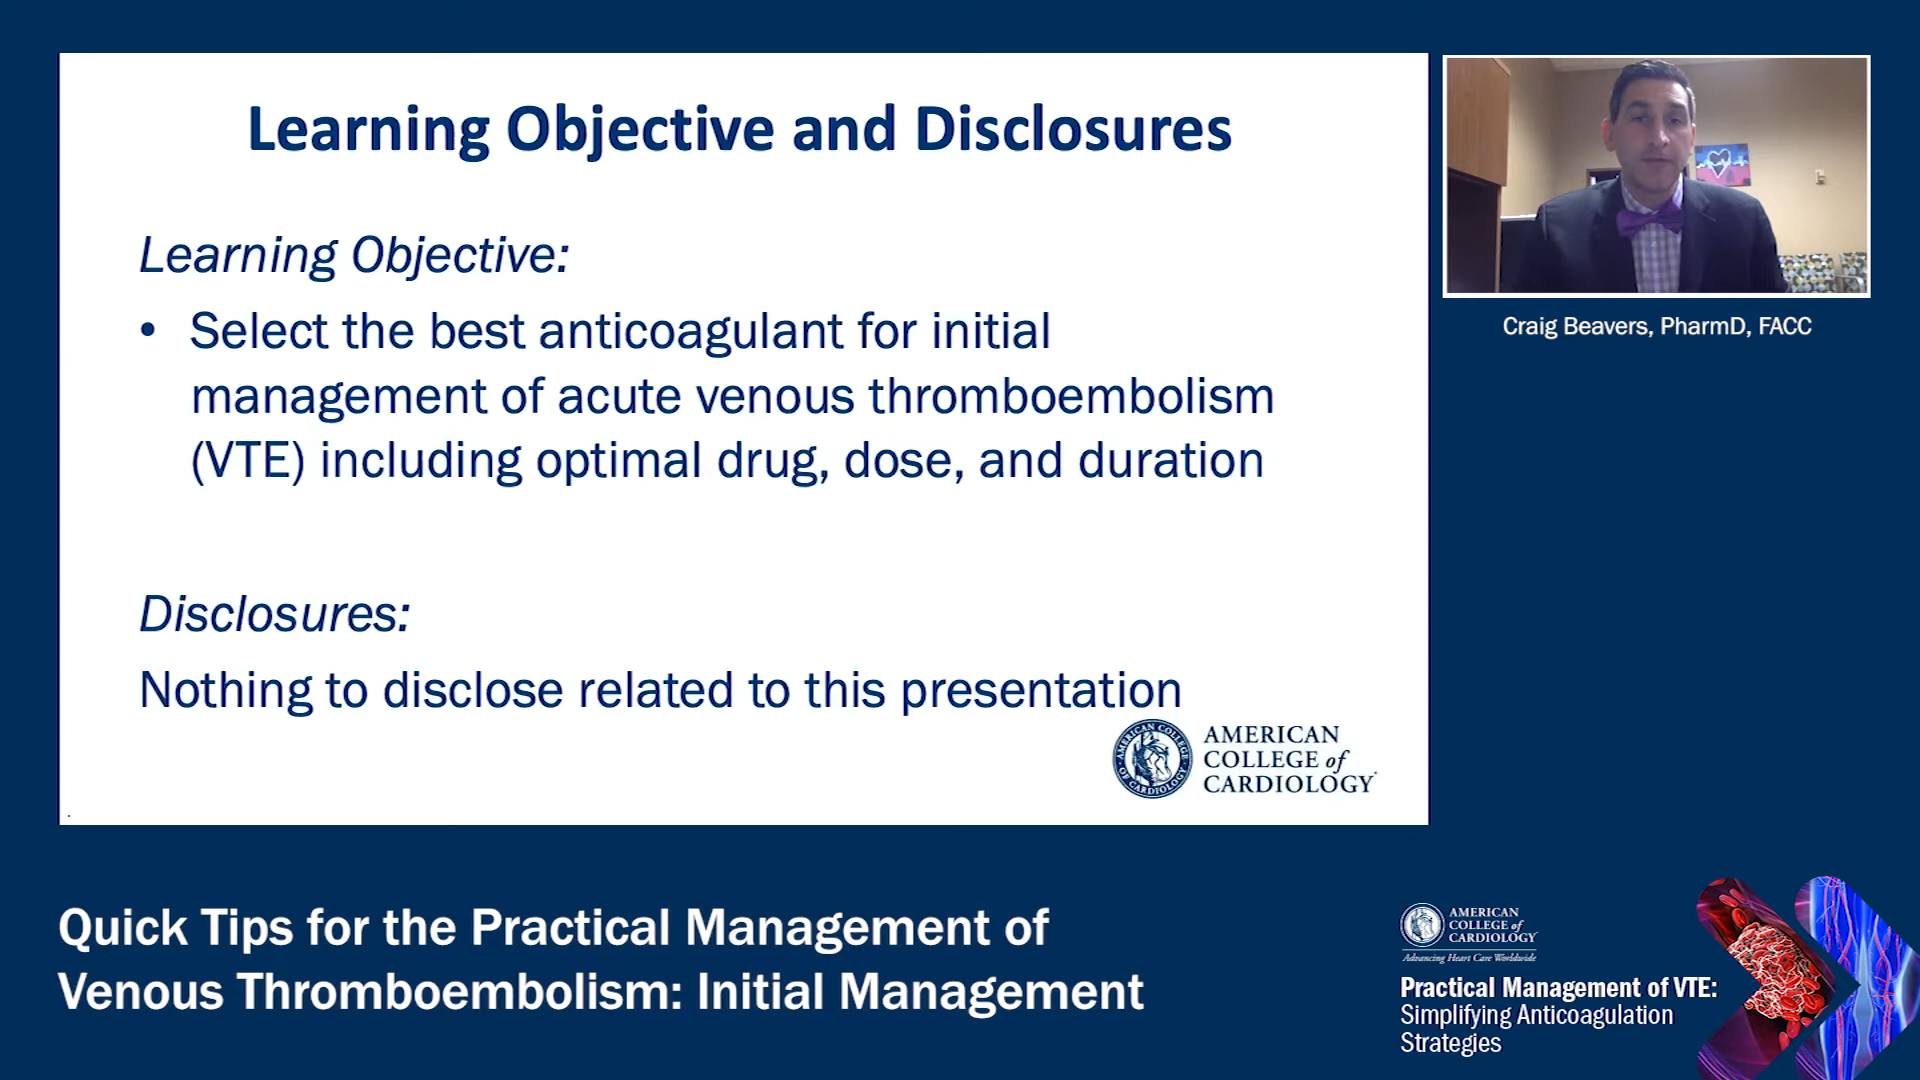 Learning Objective and Disclosures
Learning Objective:
• Select the best anticoagulant for initial
management of acute venous thromboembolism
(VTE) including optimal drug, dose, and duration
Disclosures:
Nothing to disclose related to this presentation
AMERICAN
COLLEGE of
CARDIOLOGY
Craig Beavers, PharmD, FACC
Quick Tips for the Practical Management of
Venous Thromboembolism: Initial Management
AMERICAN
COLLEGE of
CARDIOLOGY
Advancing Heart Care Worldwide
Practical Management of VTE:
Simplifying Anticoagulation
Strategies